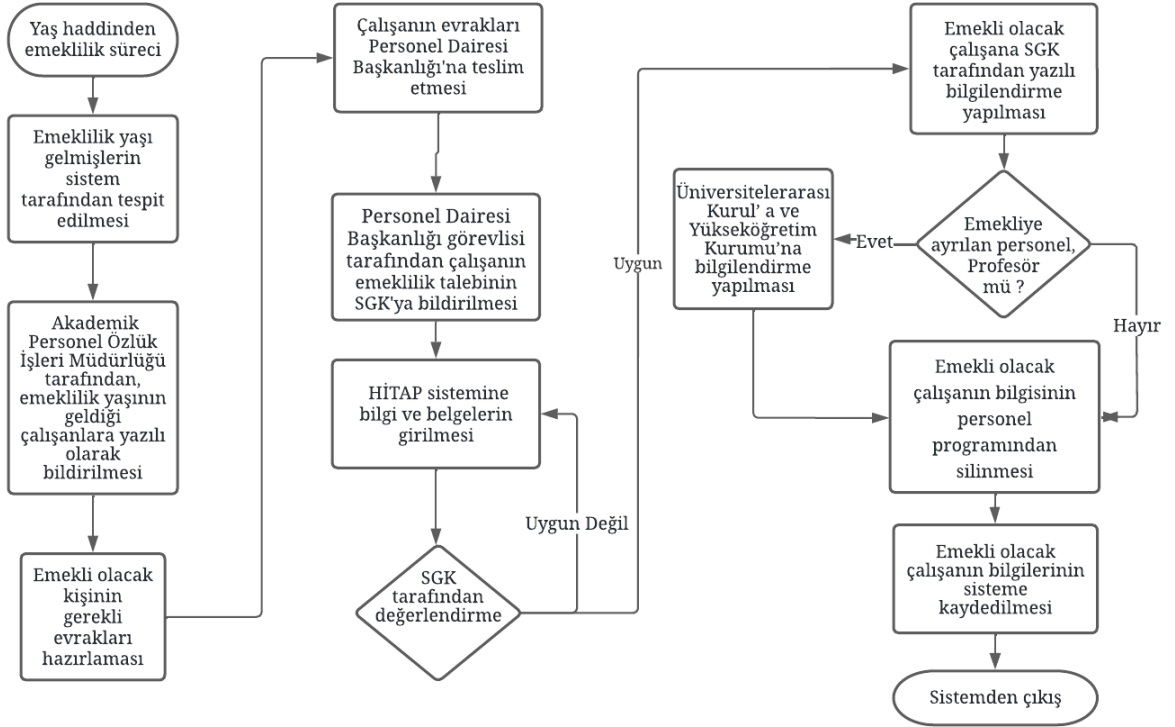 Yaş haddinden
emeklilik süreci
Emeklilik yaşı
gelmişlerin
sistem
tarafından tespit
edilmesi
Akademik
Personel Özlük
İşleri Müdürlüğü
tarafından,
emeklilik yaşının
geldiği
çalışanlara yazılı
olarak
bildirilmesi
Emekli olacak
kişinin
gerekli
evrakları
hazırlaması
Çalışanın evrakları
Personel Dairesi
Başkanlığı'na teslim
etmesi
Personel Dairesi
Başkanlığı görevlisi
tarafından çalışanın
emeklilik talebinin
SGK'ya bildirilmesi
HİTAP sistemine
bilgi ve belgelerin
girilmesi
Uygun Değil
SGK
tarafından
değerlendirme
Uygun
Emekli olacak
çalışana SGK
tarafından yazılı
bilgilendirme
yapılması
Emekliye
ayrılan personel,
Profesör
mü ?
Evet
Üniversitelerarası
Kurul’ a ve
Yükseköğretim
Kurumu’na
bilgilendirme
yapılması
Hayır
Emekli olacak
çalışanın bilgisinin
personel
programından
silinmesi
Emekli olacak
çalışanın bilgilerinin
sisteme
kaydedilmesi
Sistemden çıkış